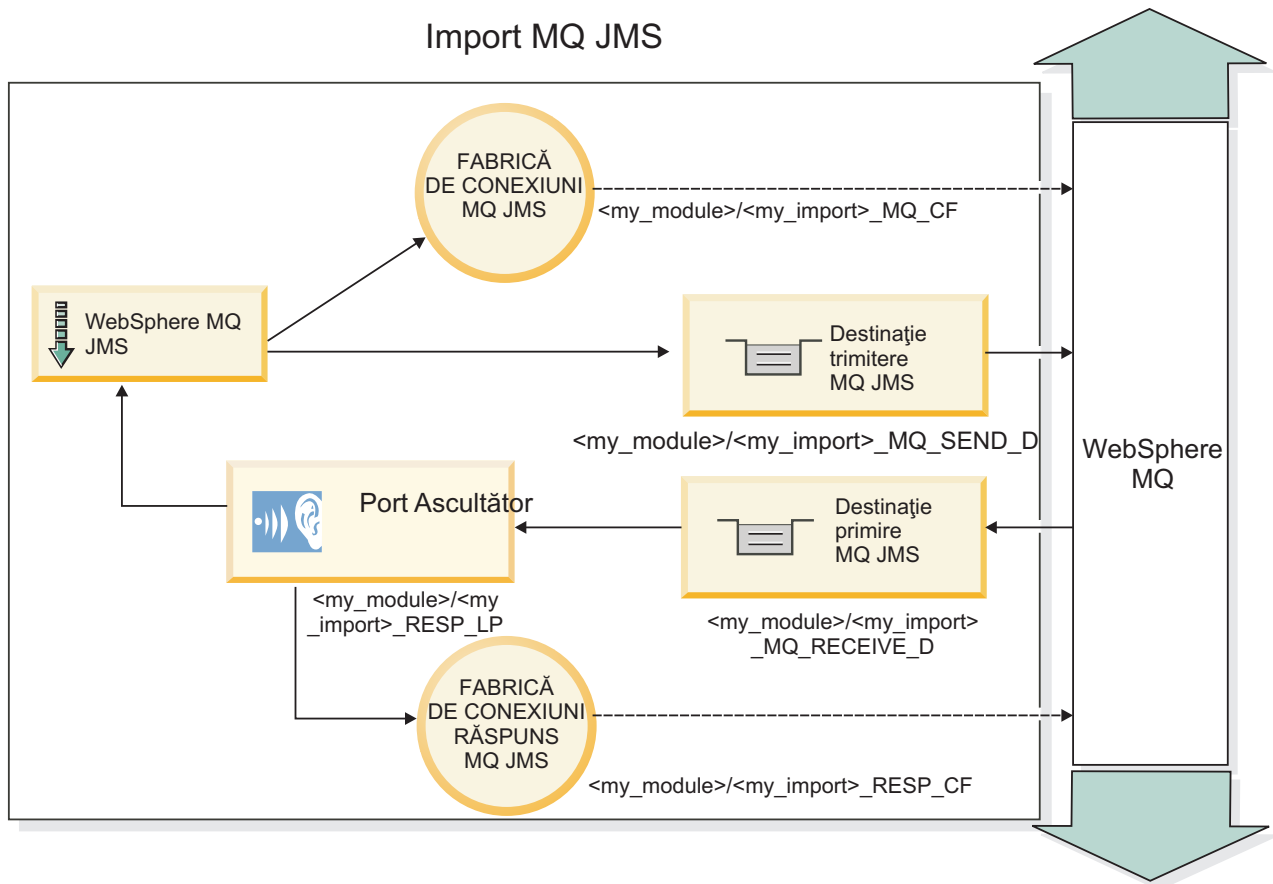 Import MQ JMS
FABRICĂ
DE CONEXIUNI
MQ JMS
<my_module>/<my_import>_MQ_CF
WebSphere MQ
JMS
Destinaţie
trimitere
MQ JMS
<my_module>/<my_import>_MQ_SEND_D
WebSphere
MQ
Port Ascultător
Destinaţie
primire
MQ JMS
<my_module>/<my
_import>_RESP_LP
<my_module>/<my_import>
_MQ_RECEIVE_D
FABRICĂ
DE CONEXIUNI
RĂSPUNS
MQ JMS
<my_module>/<my_import>_RESP_CF